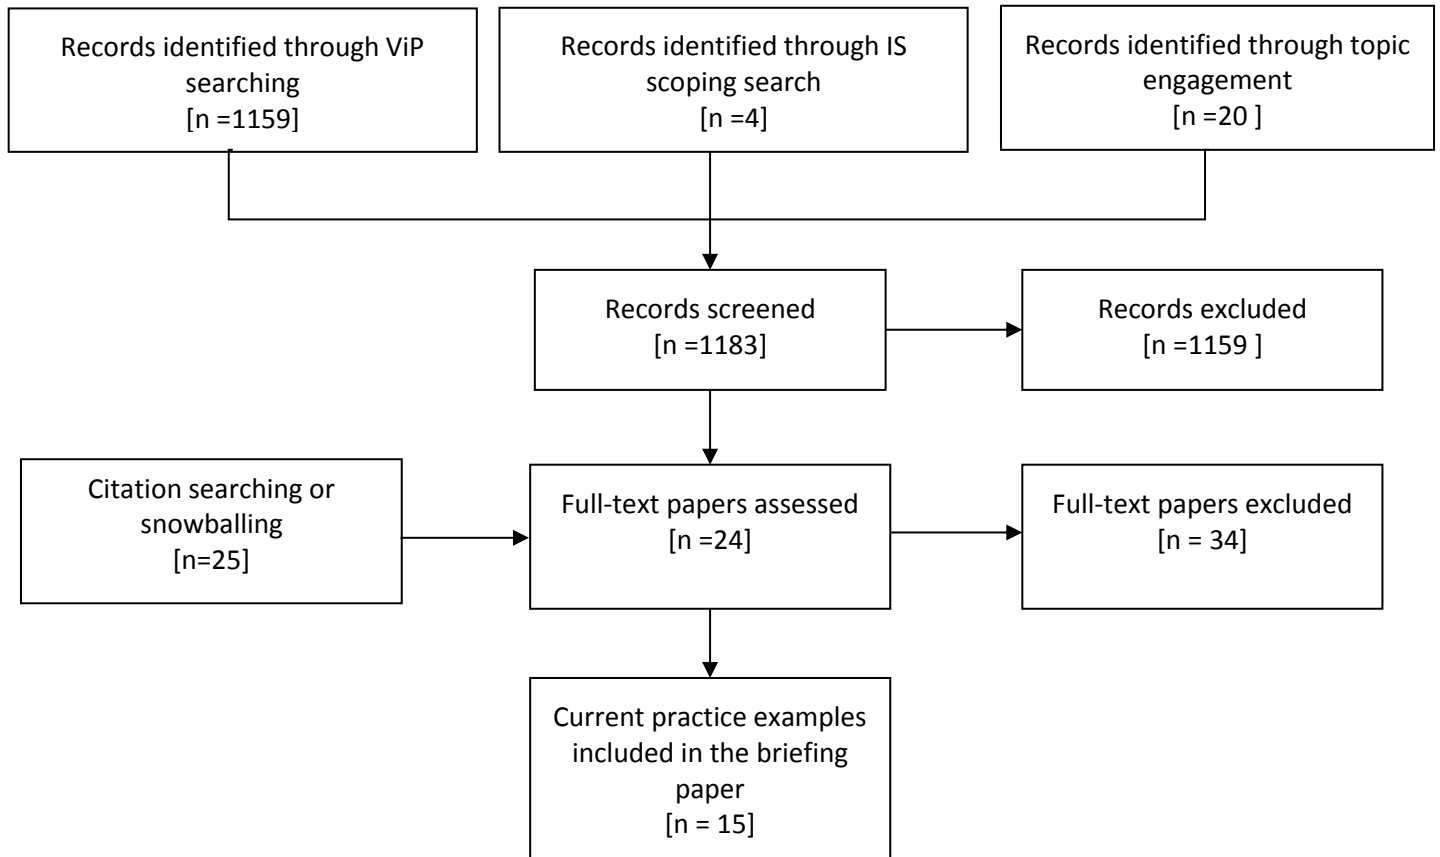 Records identified through ViP
searching
[n =1159]
Records identified through IS
scoping search
[n =4]
Records identified through topic
engagement
[n =20 ]
Records screened
[n =1183]
Records excluded
[n =1159 ]
Citation searching or
snowballing
[n=25]
Full-text papers assessed
[n =24]
Full-text papers excluded
[n = 34]
Current practice examples
included in the briefing
paper
[n = 15]